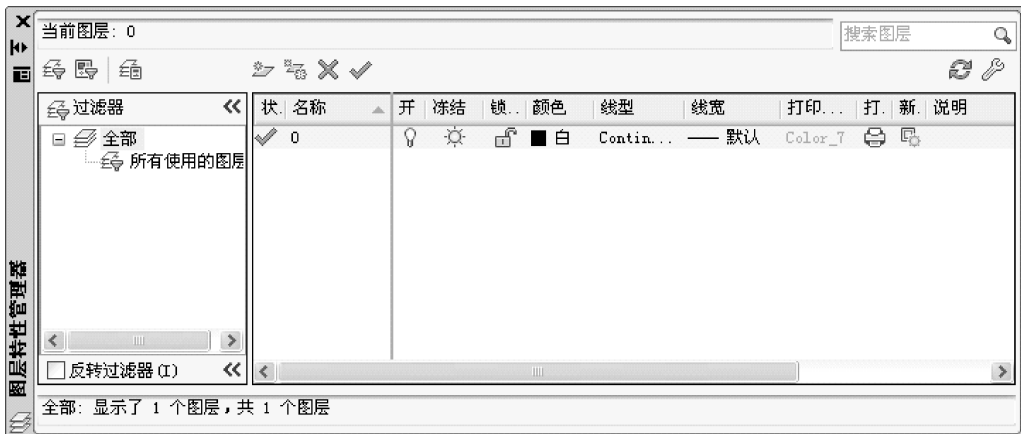 当前图层: 0
搜索图层
过滤器
全部
所有使用的图层
反转过滤器(I)
状. 名称 开 冻结 锁.. 颜色 线型 线宽 打印... 打. 新. 说明
0 白 Contin... 默认 Color_7
全部: 显示了 1 个图层，共 1 个图层
图层特性管理器